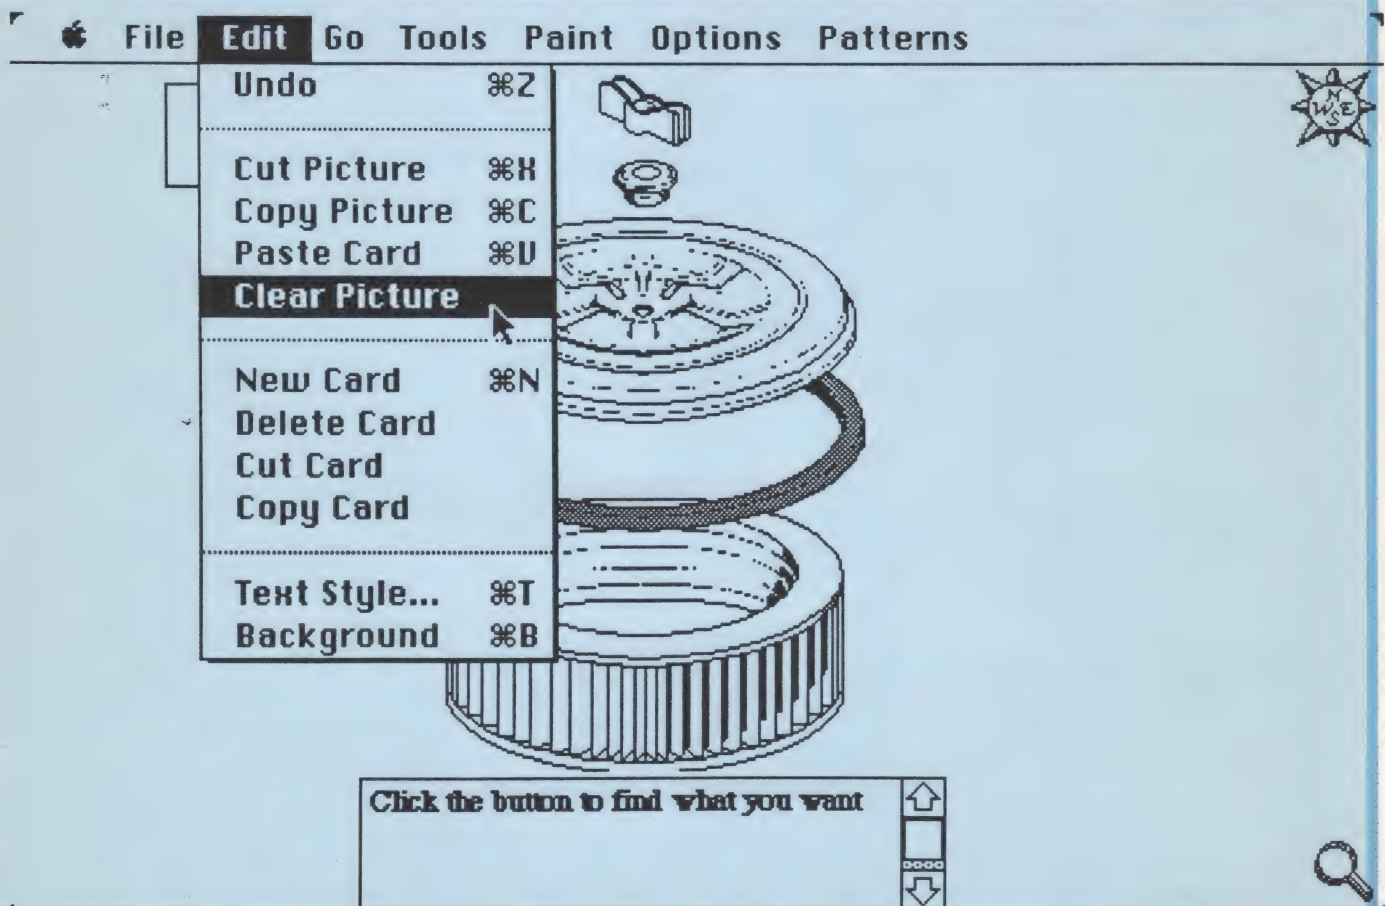 File Edit Go Tools Paint Options Patterns
Undo ⌘Z
Cut Picture ⌘X
Copy Picture ⌘C
Paste Card ⌘V
Clear Picture
New Card ⌘N
Delete Card
Cut Card
Copy Card
Text Style... ⌘T
Background ⌘B
N
W E
S
Click the button to find what you want